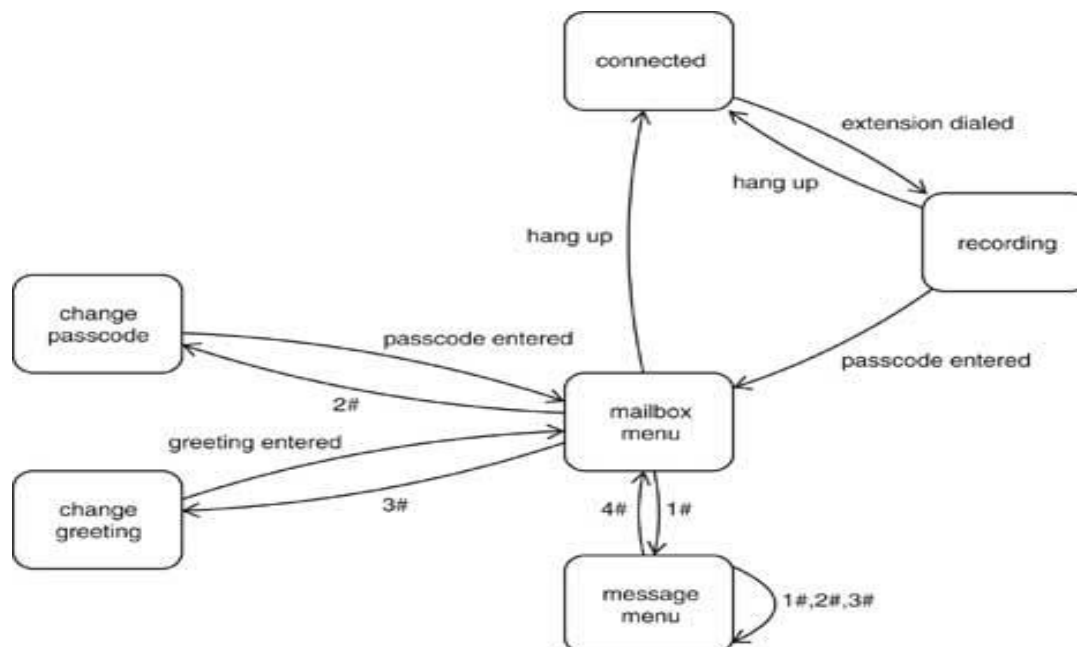 connected
extension dialed
hang up
recording
hang up
change
passcode
passcode entered
passcode entered
2#
mailbox
menu
greeting entered
change
greeting
3#
4#
1#
message
menu
1#,2#,3#